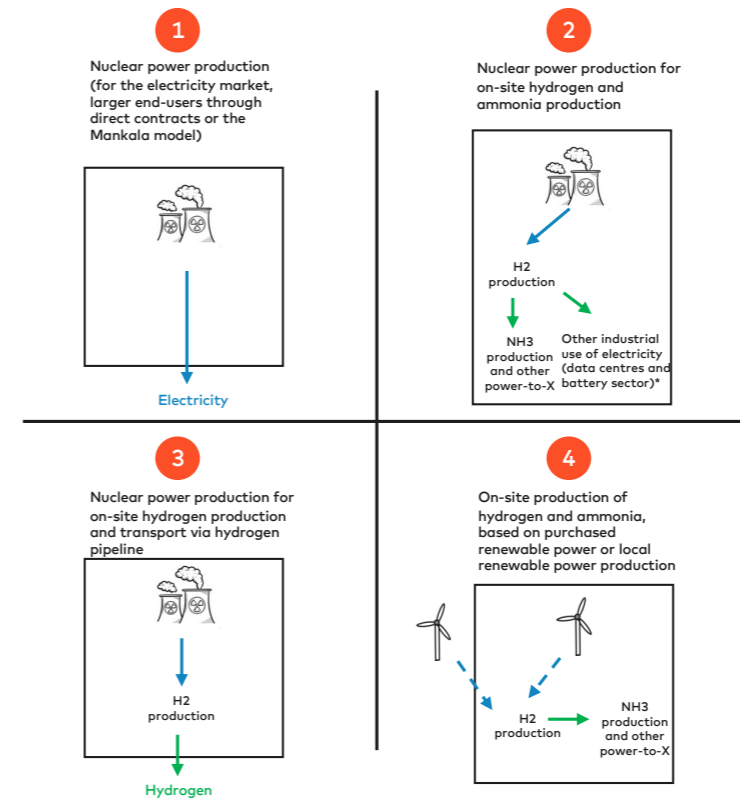 1
Nuclear power production
(for the electricity market,
larger end-users through
direct contracts or the
Mankala model)
Electricity
2
Nuclear power production for
on-site hydrogen and
ammonia production
H2
production
NH3
production
and other
power-to-X
Other industrial
use of electricity
(data centres and
battery sector)*
3
Nuclear power production for
on-site hydrogen production
and transport via hydrogen
pipeline
H2
production
Hydrogen
4
On-site production of
hydrogen and ammonia,
based on purchased
renewable power or local
renewable power production
H2
production
NH3
production
and other
power-to-X